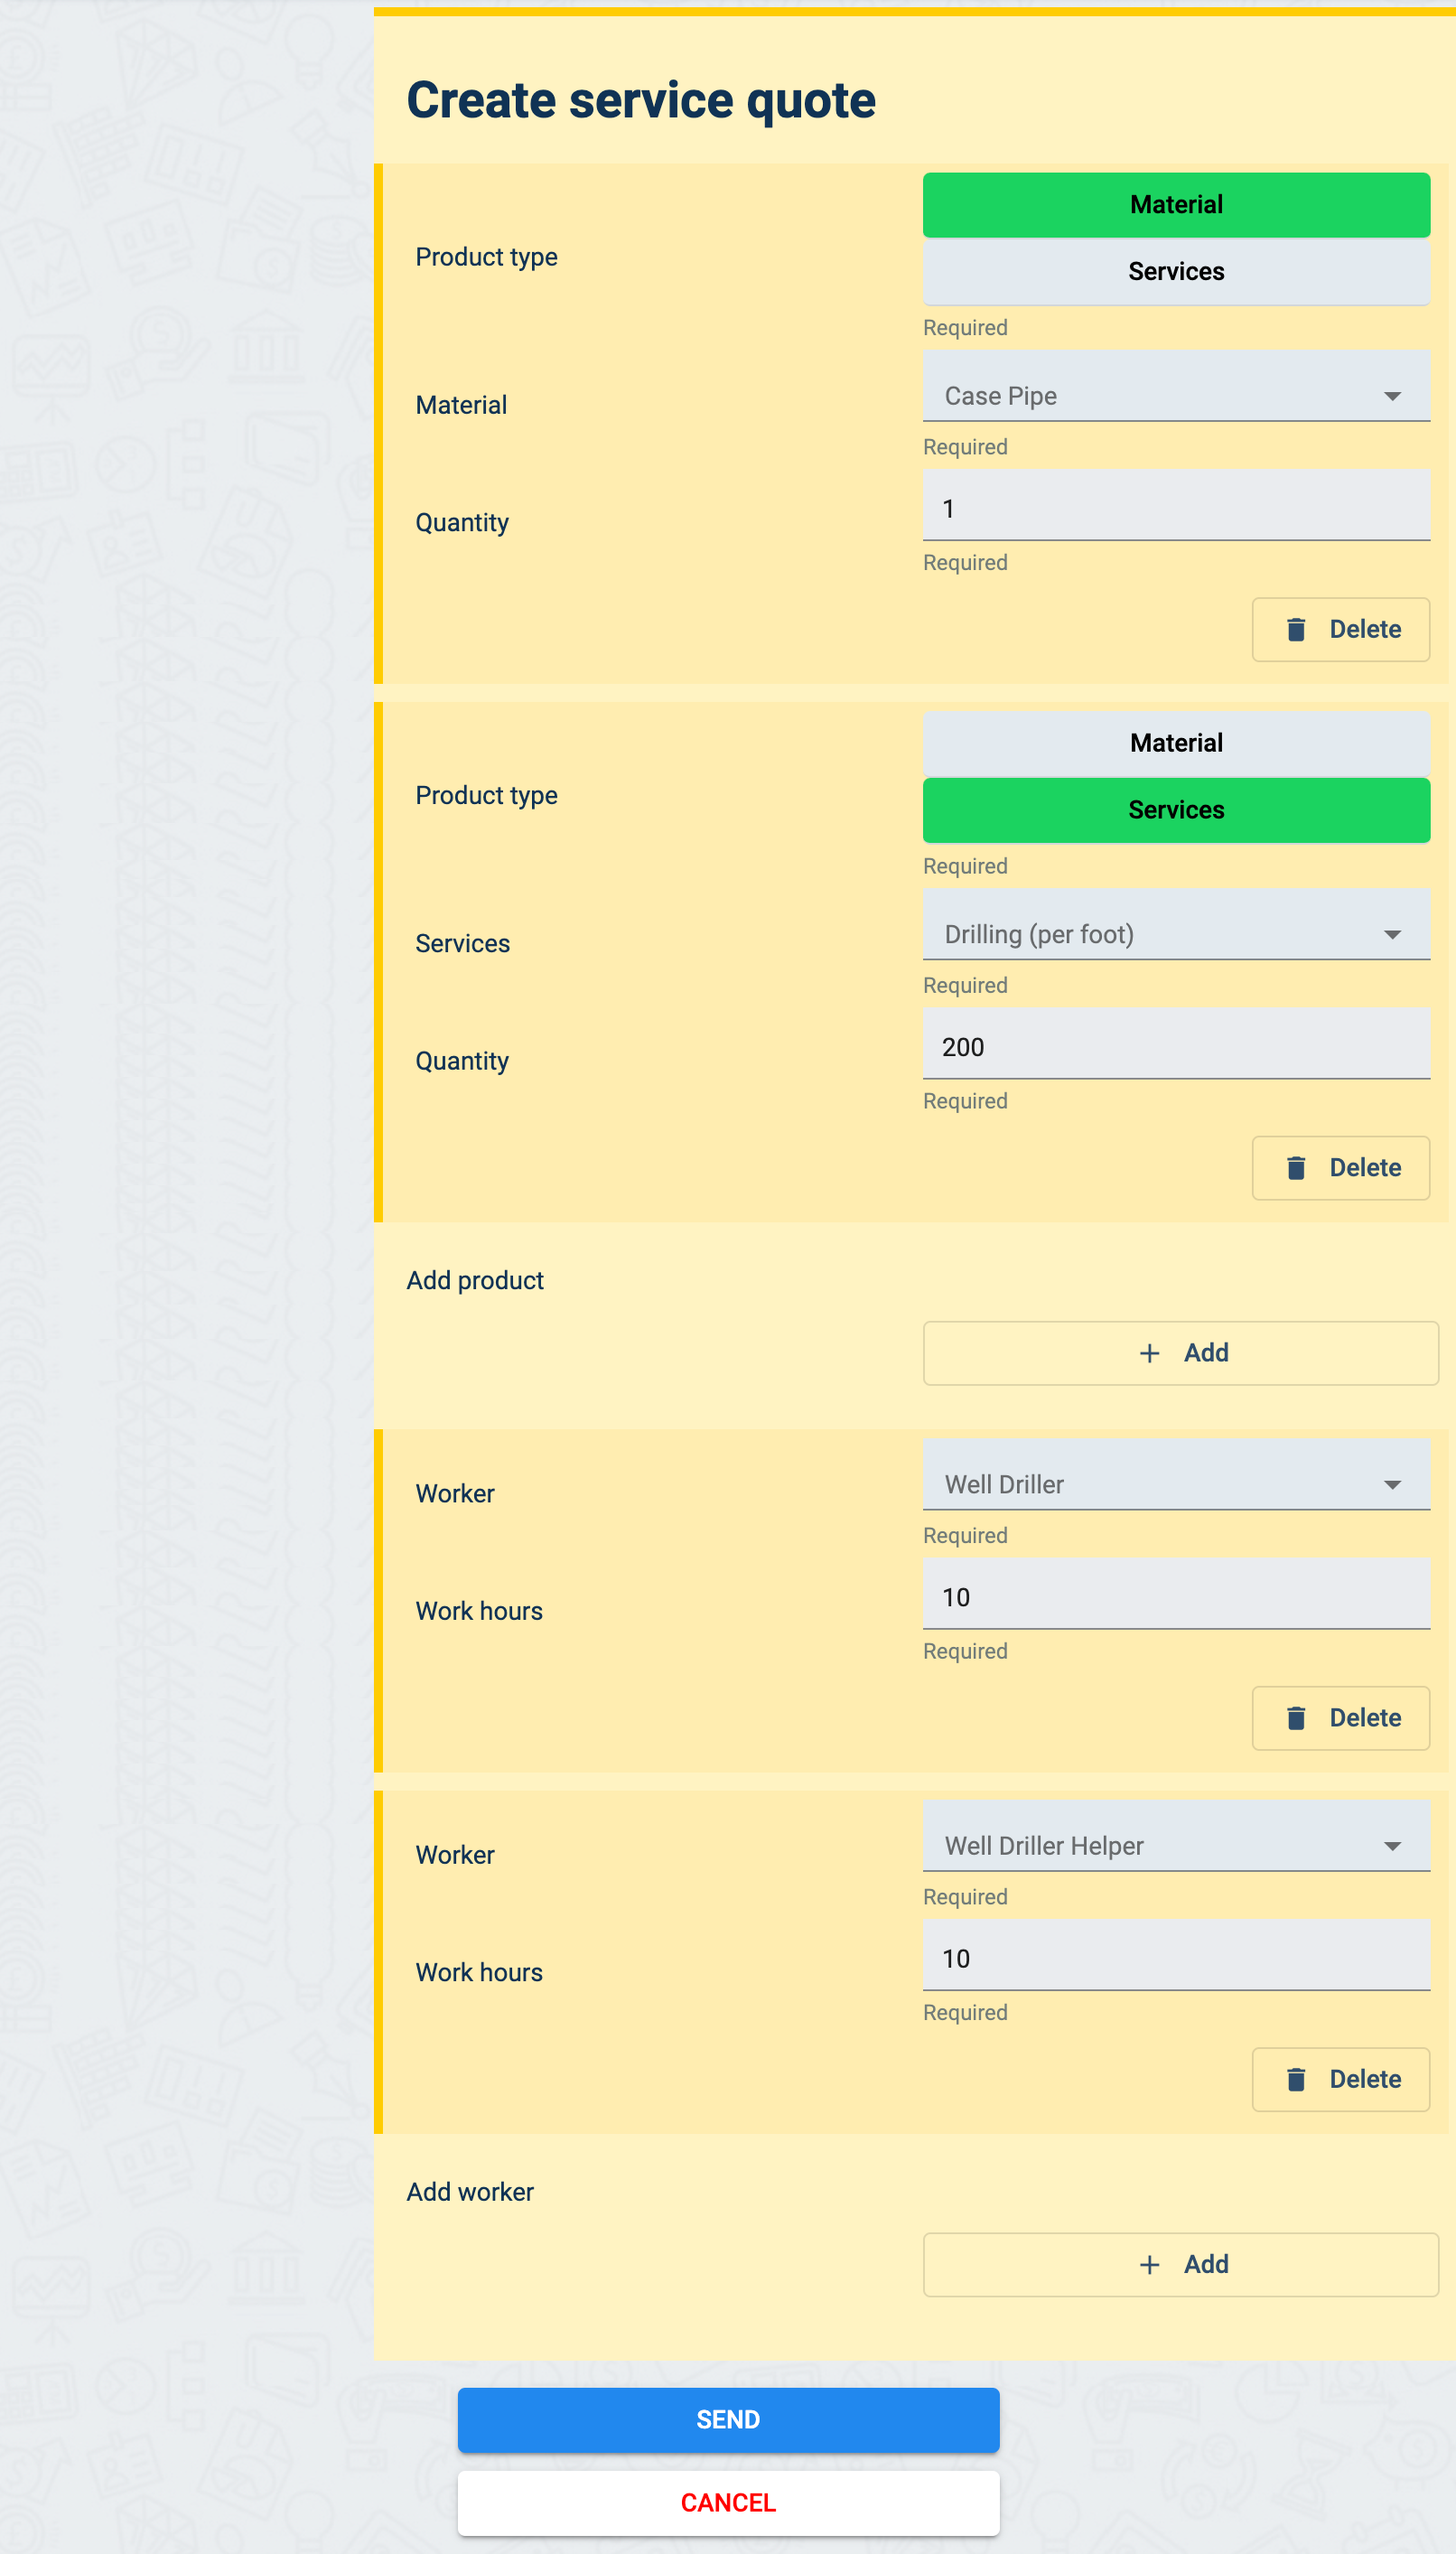 Create service quote
Material
Product type
Services
Required
Case Pipe
Material
Required
1
Quantity
Required
Delete
Material
Product type
Services
Required
Drilling (per foot)
Services
Required
200
Quantity
Required
Delete
Add product
+ Add
Well Driller
Worker
Required
10
Work hours
Required
Delete
Well Driller Helper
Worker
Required
10
Work hours
Required
Delete
Add worker
+ Add
SEND
CANCEL